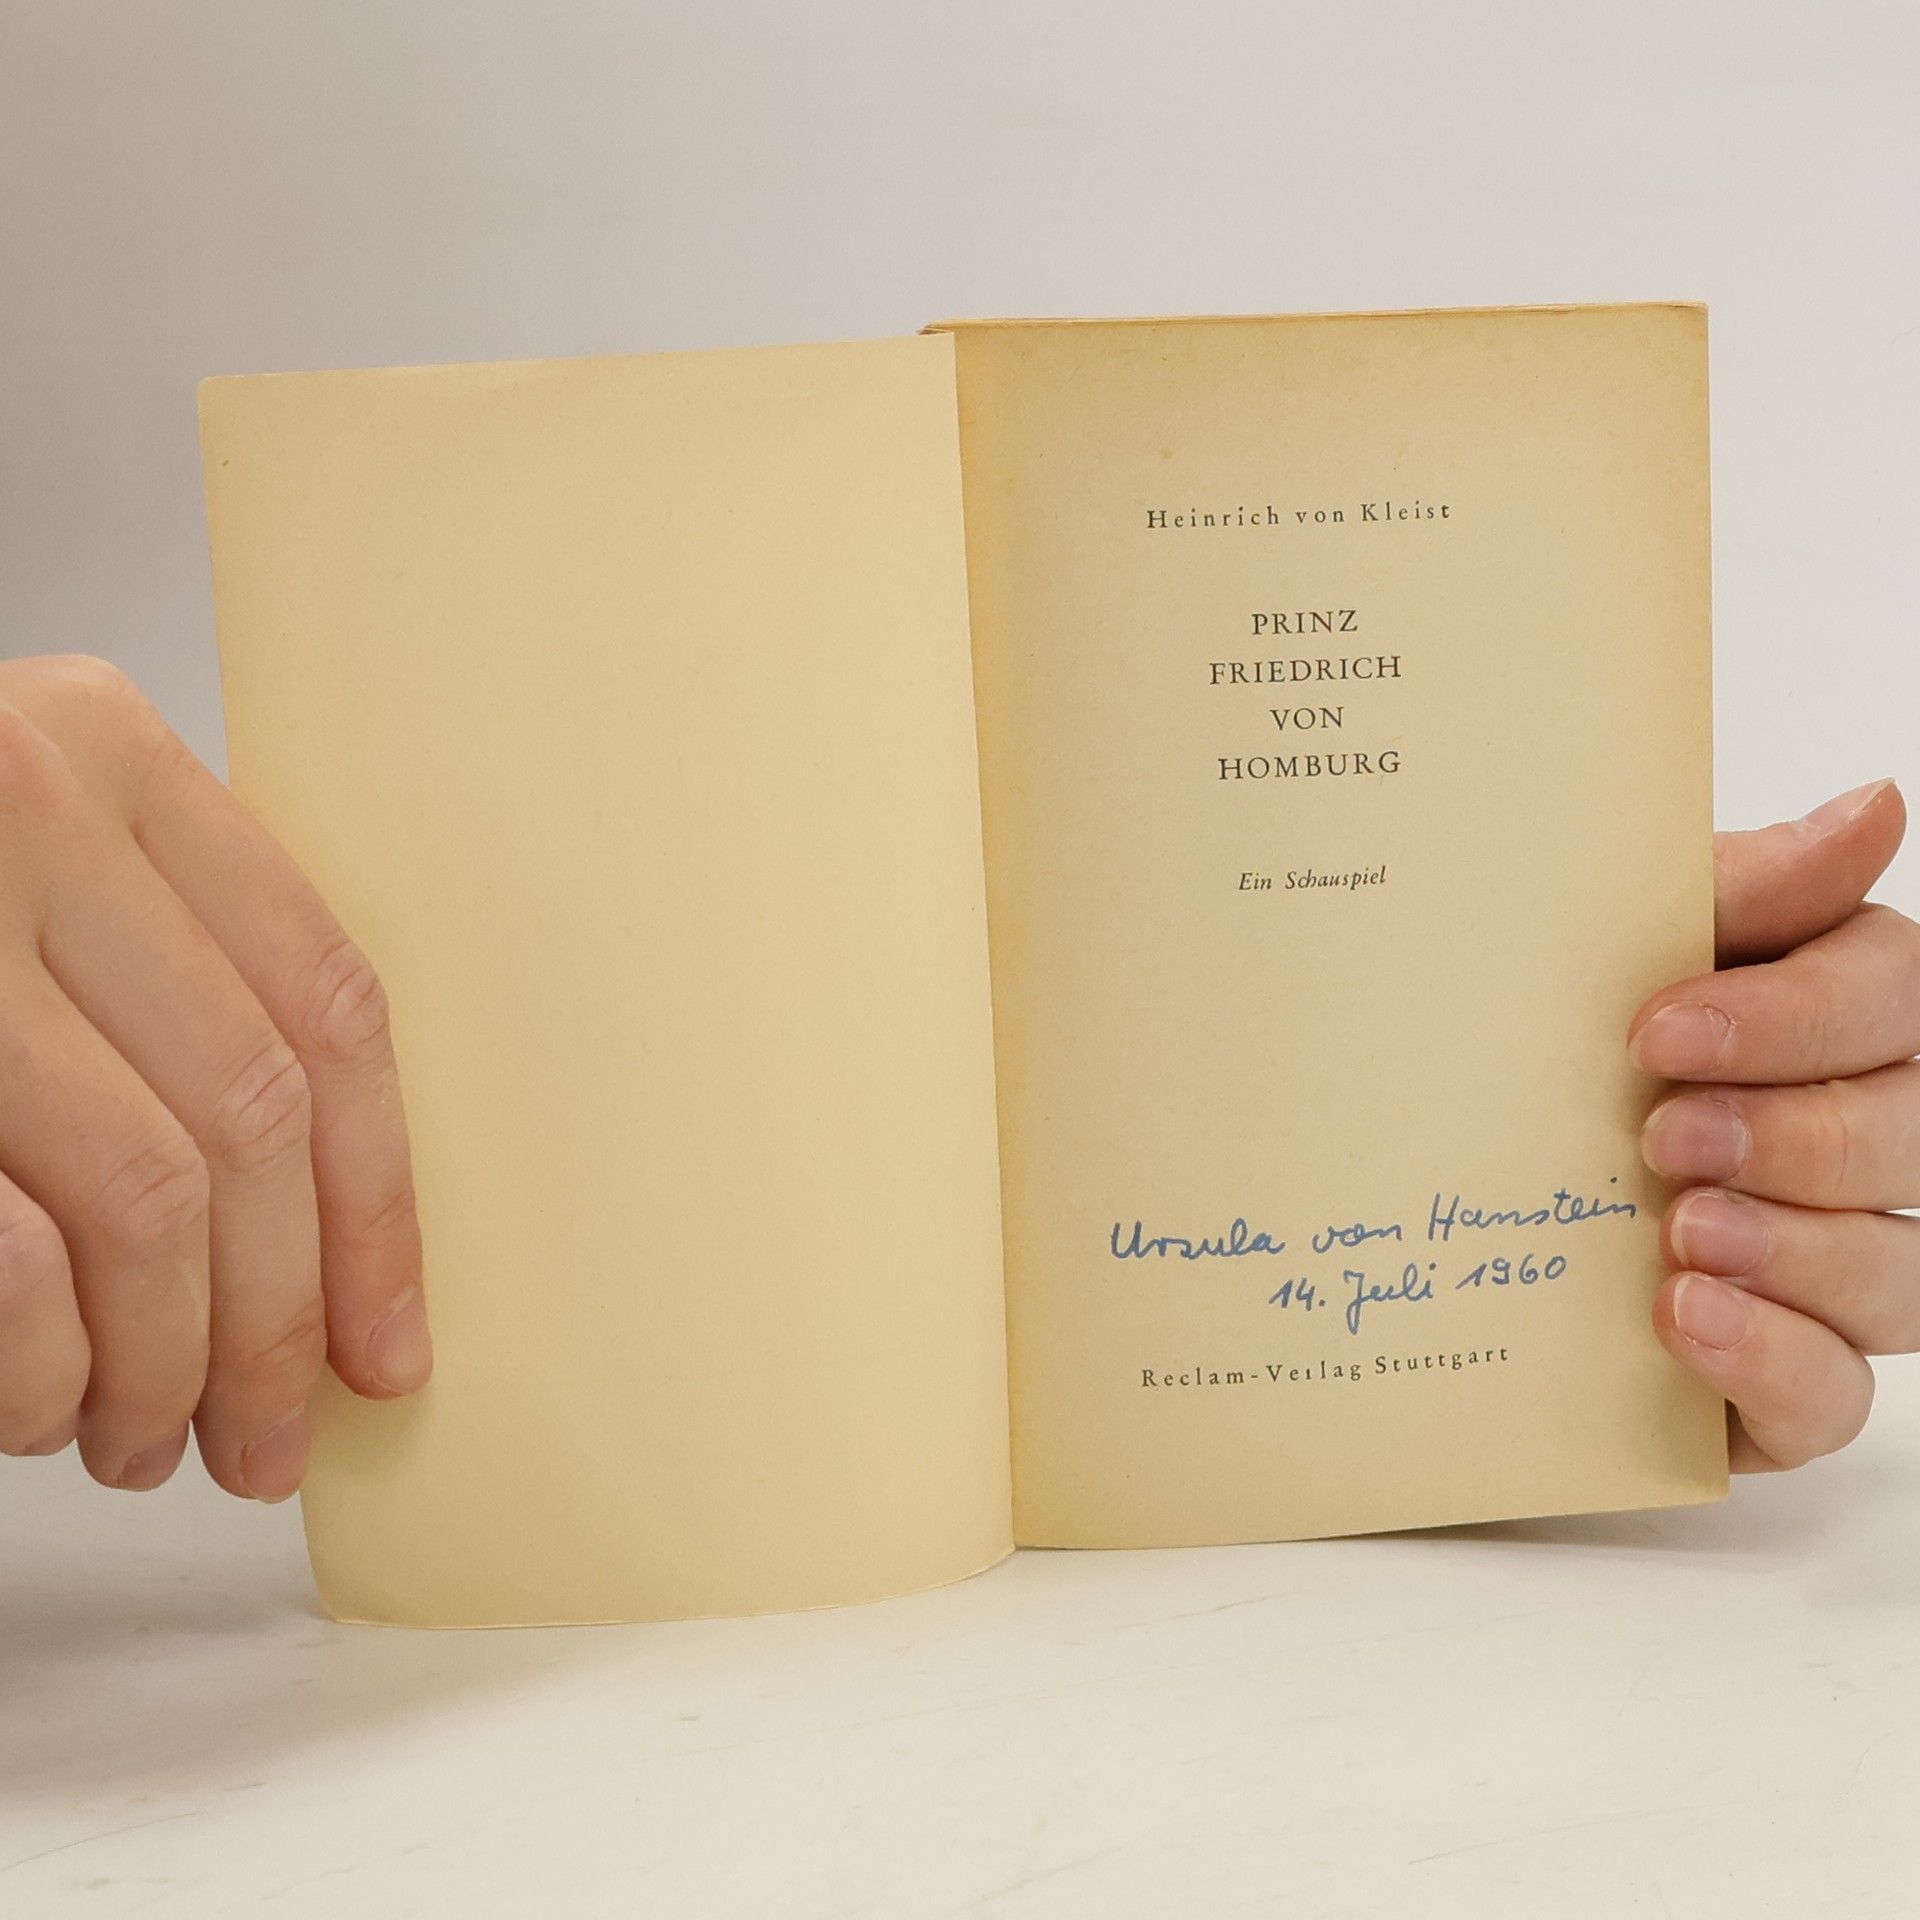 Heinrich von Kleist
PRINZ
FRIEDRICH
VON
HOMBURG
Ein Schauspiel
Ursula von Hanstein
14. Juli 1960
Reclam-Verlag Stuttgart